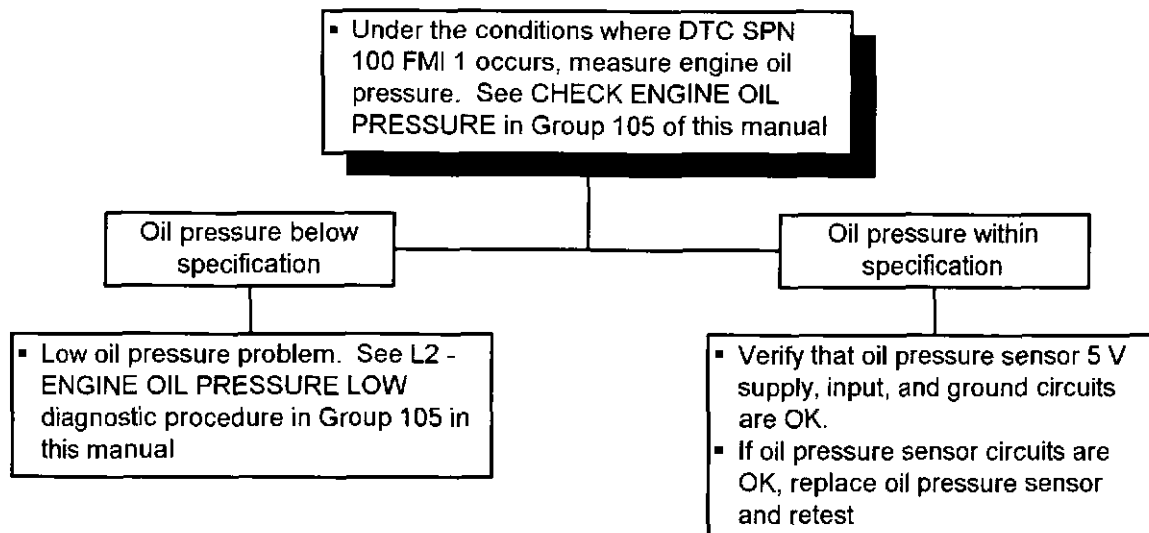 ▪ Under the conditions where DTC SPN
100 FMI 1 occurs, measure engine oil
pressure. See CHECK ENGINE OIL
PRESSURE in Group 105 of this manual
Oil pressure below
specification
Oil pressure within
specification
▪ Low oil pressure problem. See L2 -
ENGINE OIL PRESSURE LOW
diagnostic procedure in Group 105 in
this manual
▪ Verify that oil pressure sensor 5 V
supply, input, and ground circuits
are OK.
▪ If oil pressure sensor circuits are
OK, replace oil pressure sensor
and retest